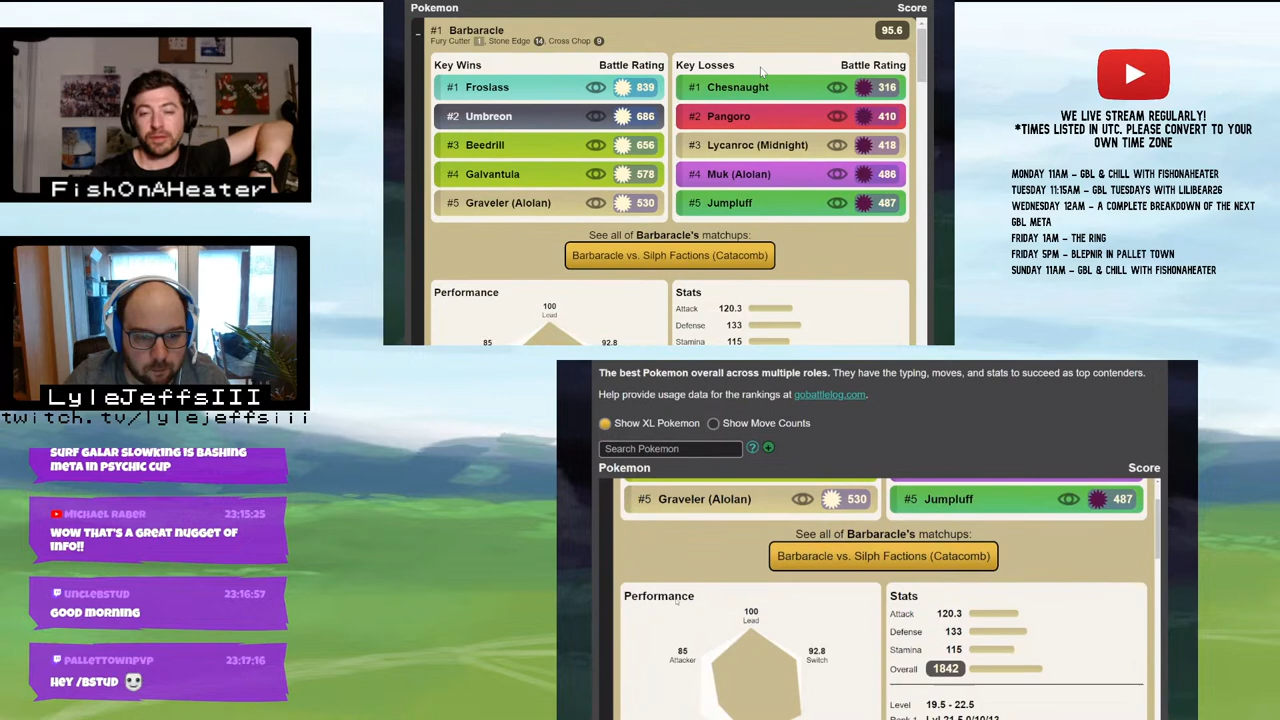 FishOnAHeater
LyleJeffsIII
twitch.tv/lylejeffsiii
SURF GALAR SLOWKING IS BASHING
META IN PSYCHIC CUP
MICHAEL RABER 23:15:25
WOW THAT'S A GREAT NUGGET OF
INFO!!
UNCLEBSTUD 23:16:57
GOOD MORNING
PALLETTOWNPVP 23:17:16
HEY /BSTUD
Pokemon Score
#1 Barbaracle 95.6
Fury Cutter 1, Stone Edge 14, Cross Chop 9
Key Wins Battle Rating
#1 Froslass 839
#2 Umbreon 686
#3 Beedrill 656
#4 Galvantula 578
#5 Graveler (Alolan) 530
Key Losses Battle Rating
#1 Chesnaught 316
#2 Pangoro 410
#3 Lycanroc (Midnight) 418
#4 Muk (Alolan) 486
#5 Jumpluff 487
See all of Barbaracle's matchups:
Barbaracle vs. Silph Factions (Catacomb)
Performance
100
Lead
85
92.8
Stats
Attack 120.3
Defense 133
Stamina 115
WE LIVE STREAM REGULARLY!
*TIMES LISTED IN UTC. PLEASE CONVERT TO YOUR
OWN TIME ZONE
MONDAY 11AM – GBL & CHILL WITH FISHONAHEATER
TUESDAY 11:15AM – GBL TUESDAYS WITH LILIBEAR26
WEDNESDAY 12AM – A COMPLETE BREAKDOWN OF THE NEXT
GBL META
FRIDAY 1AM – THE RING
FRIDAY 5PM – BLEPNIR IN PALLET TOWN
SUNDAY 11AM – GBL & CHILL WITH FISHONAHEATER
The best Pokemon overall across multiple roles. They have the typing, moves, and stats to succeed as top contenders.
Help provide usage data for the rankings at gobattlelog.com.
Show XL Pokemon Show Move Counts
Search Pokemon ? +
Pokemon Score
#5 Graveler (Alolan) 530
#5 Jumpluff 487
See all of Barbaracle's matchups:
Barbaracle vs. Silph Factions (Catacomb)
Performance
100
Lead
85
Attacker
92.8
Switch
Stats
Attack 120.3
Defense 133
Stamina 115
Overall 1842
Level 19.5 - 22.5
Rank 1 Lvl 21.5 0/10/13